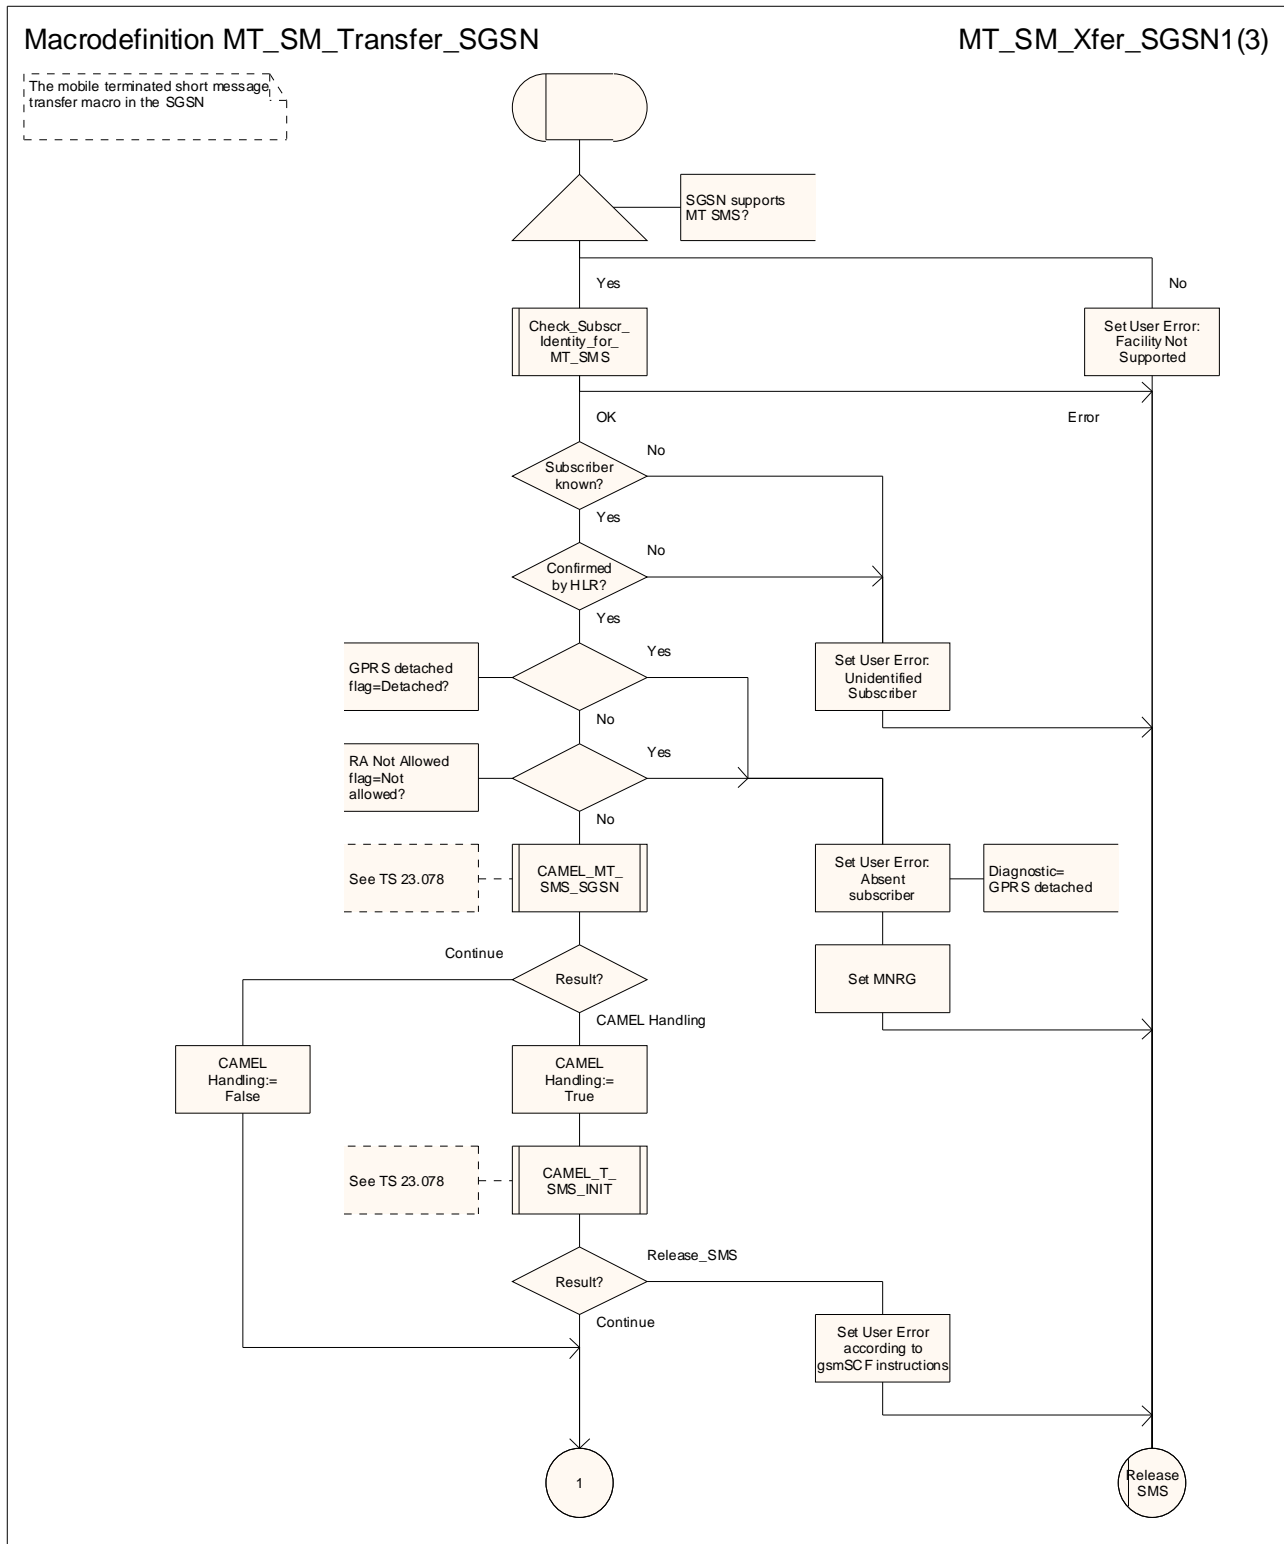 Macrodefinition MT_SM_Transfer_SGSN
MT_SM_Xfer_SGSN1(3)
The mobile terminated short message
transfer macro in the SGSN
SGSN supports
MT SMS?
Yes
No
Check_Subscr_
Identity_for_
MT_SMS
Set User Error:
Facility Not
Supported
OK
Error
No
Subscriber
known?
Yes
No
Confirmed
by HLR?
Yes
GPRS detached
flag=Detached?
Yes
Set User Error:
Unidentified
Subscriber
No
RA Not Allowed
flag=Not
allowed?
Yes
No
See TS 23.078
CAMEL_MT_
SMS_SGSN
Set User Error:
Absent
subscriber
Diagnostic=
GPRS detached
Continue
Result?
Set MNRG
CAMEL Handling
CAMEL
Handling:=
False
CAMEL
Handling:=
True
See TS 23.078
CAMEL_T_
SMS_INIT
Release_SMS
Result?
Continue
Set User Error
according to
gsmSCF instructions
1
Release
SMS